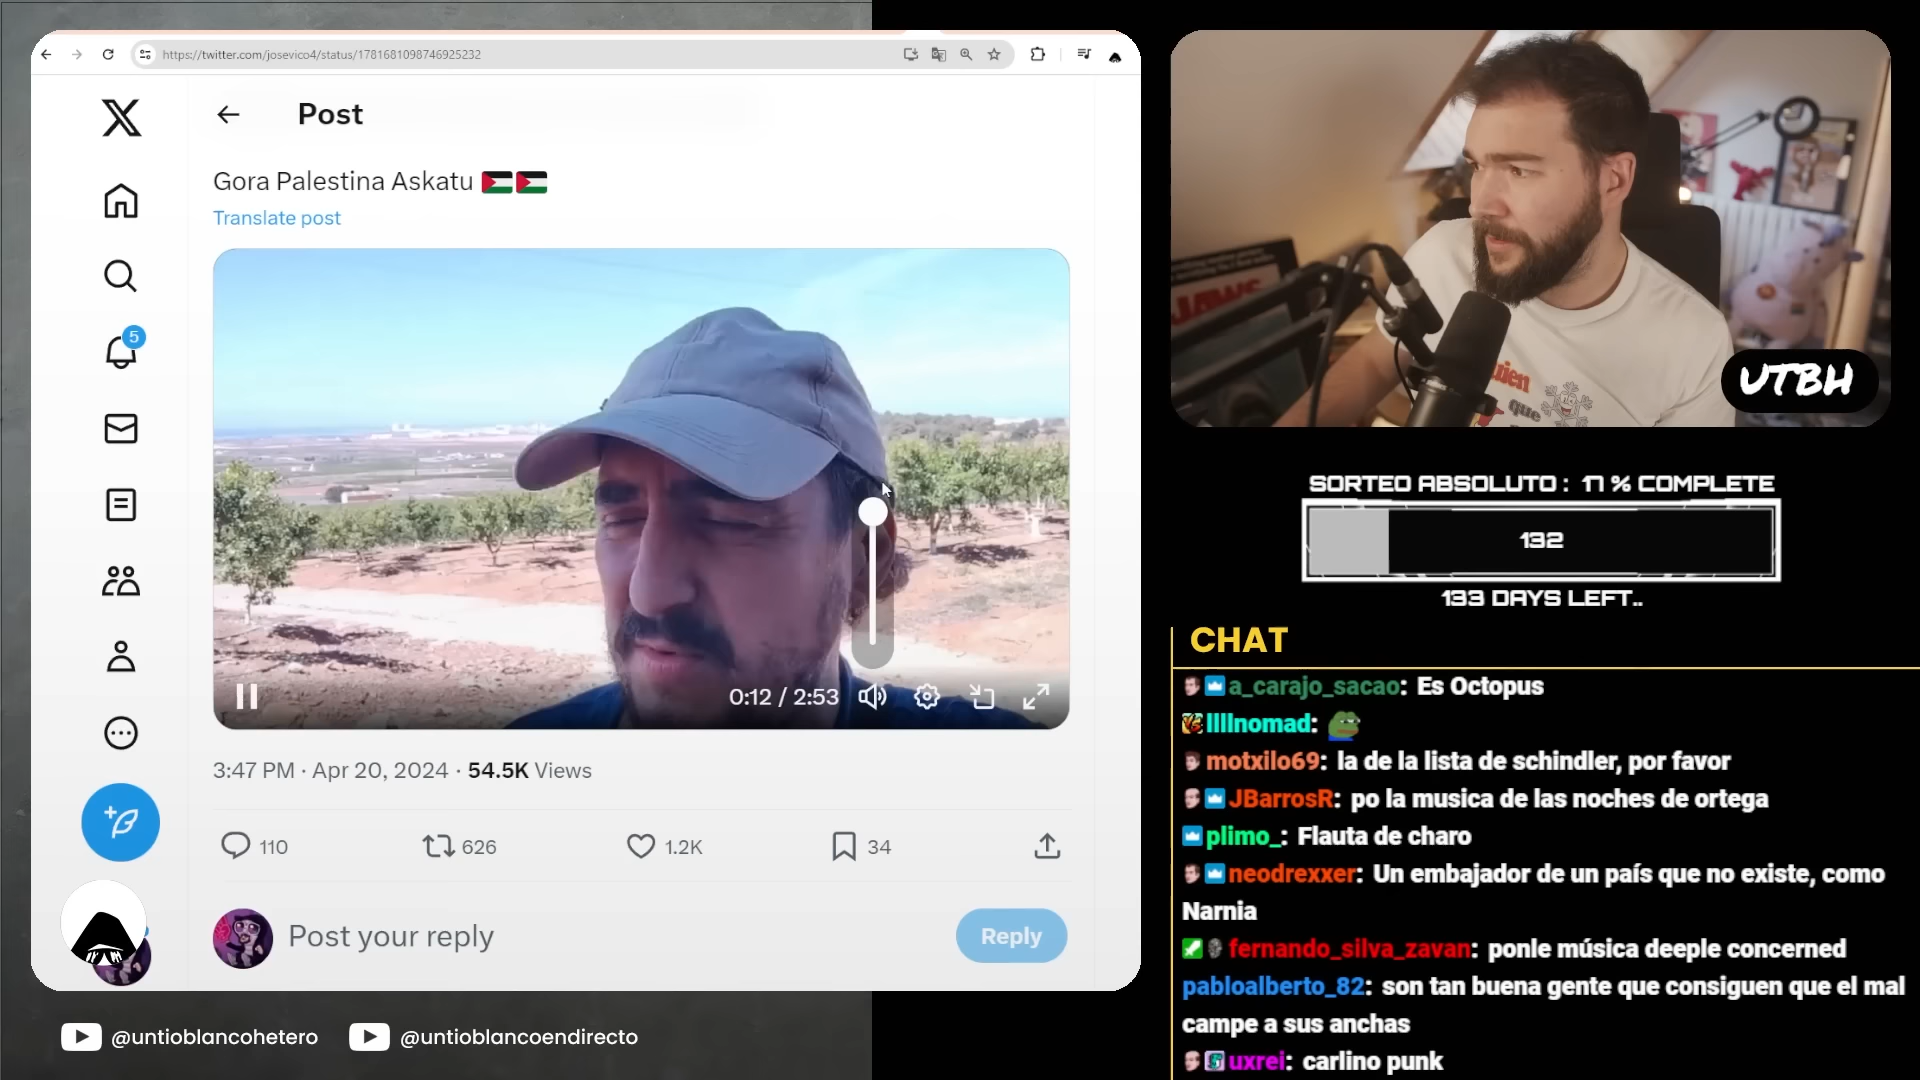 https://twitter.com/josevico4/status/1781681098746925232
Post
Gora Palestina Askatu
Translate post
5
0:12 / 2:53
3:47 PM · Apr 20, 2024 · 54.5K Views
110
626
1.2K
34
Post your reply
Reply
@untioblancohetero
@untioblancoendirecto
JAWS
que
UTBH
SORTEO ABSOLUTO : 17 % COMPLETE
132
133 DAYS LEFT..
CHAT
a_carajo_sacao: Es Octopus
llllnomad:
motxilo69: la de la lista de schindler, por favor
JBarrosR: po la musica de las noches de ortega
plimo_: Flauta de charo
neodrexxer: Un embajador de un país que no existe, como
Narnia
fernando_silva_zavan: ponle música deeple concerned
pabloalberto_82: son tan buena gente que consiguen que el mal
campe a sus anchas
uxrei: carlino punk